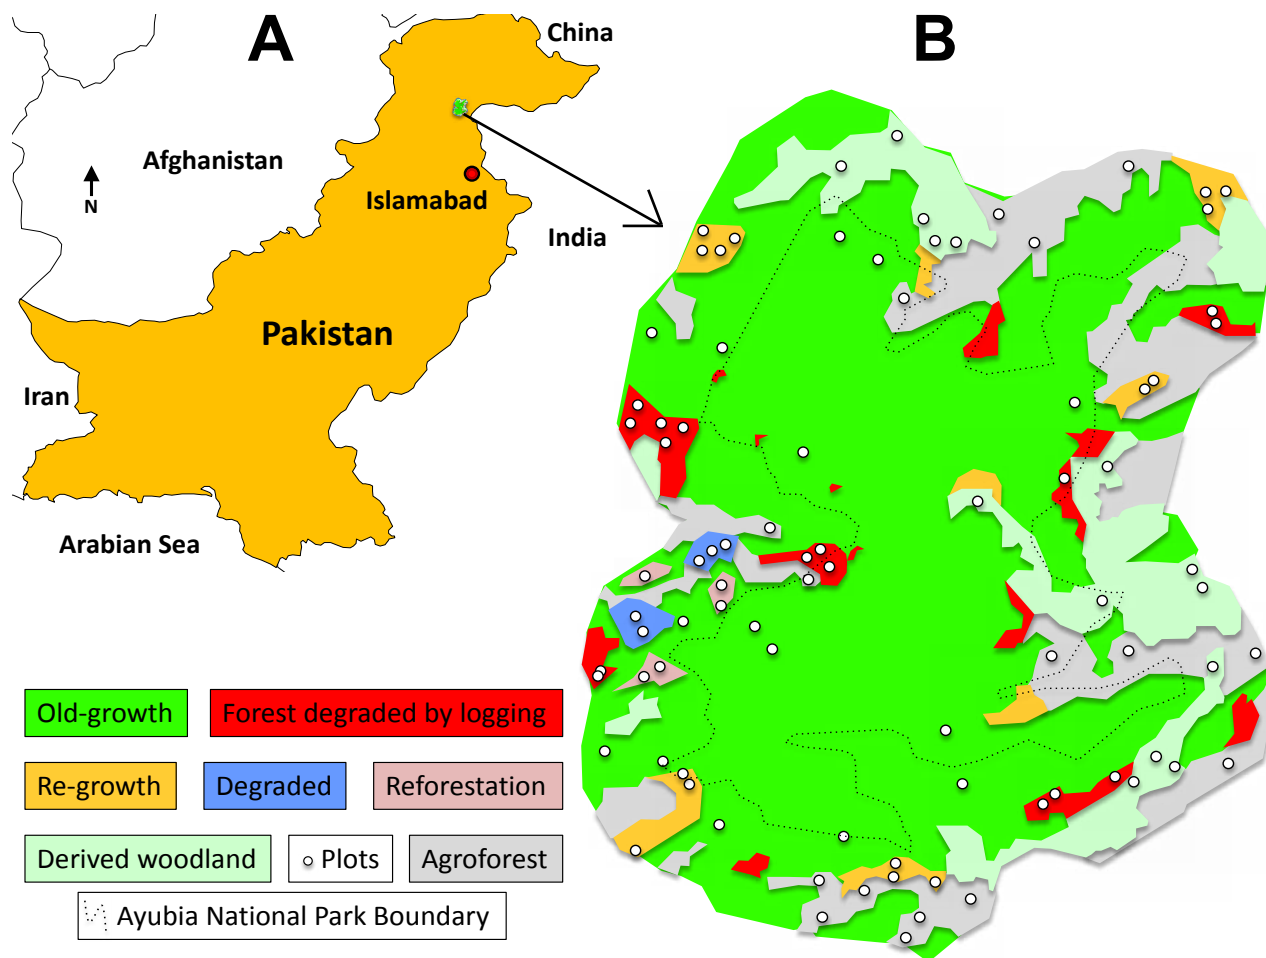 A
B
China
Afghanistan
N
Islamabad
India
Pakistan
Iran
Arabian Sea
Old-growth
Forest degraded by logging
Re-growth
Degraded
Reforestation
Derived woodland
Plots
Agroforest
Ayubia National Park Boundary